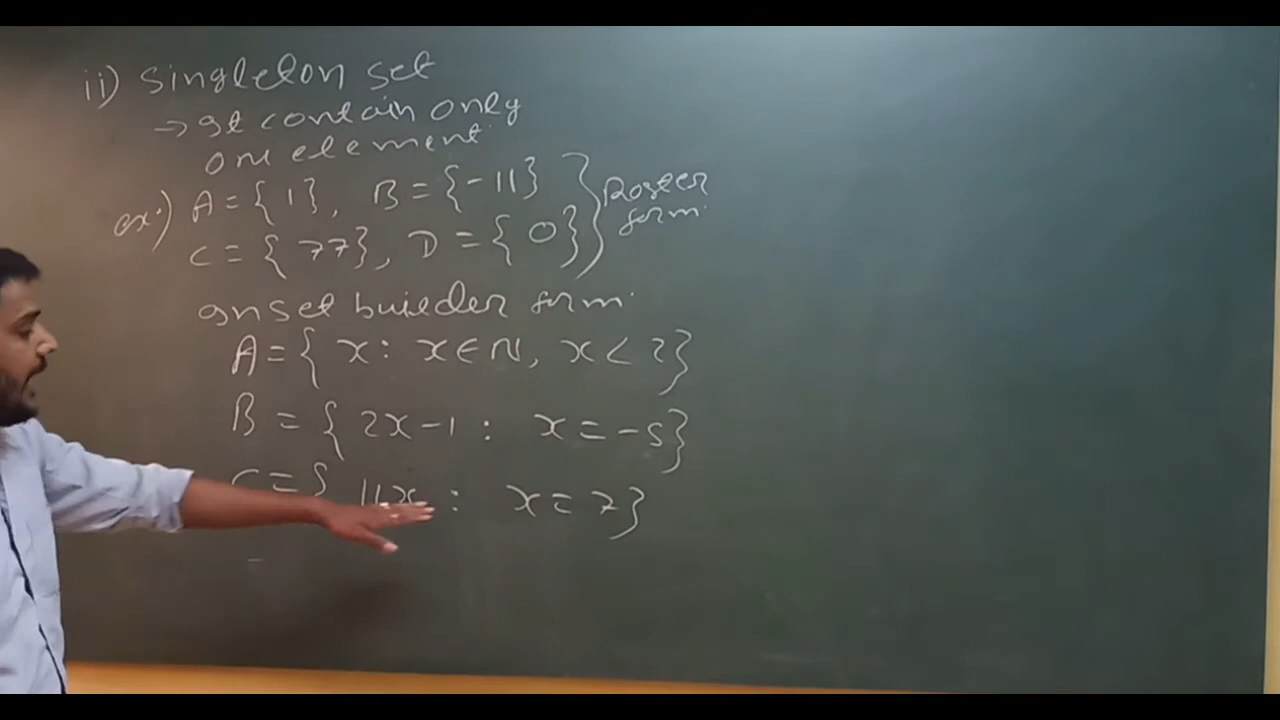 ii) Singleton set
→ It contain only
one element.
ex:) A = {1}, B = {-11}
C = {77}, D = {0} } Roster form.
In set builder form.
A = { x : x ∈ N, x < 2}
B = { 2x-1 : x = -5}
C = { 11x : x = 7}